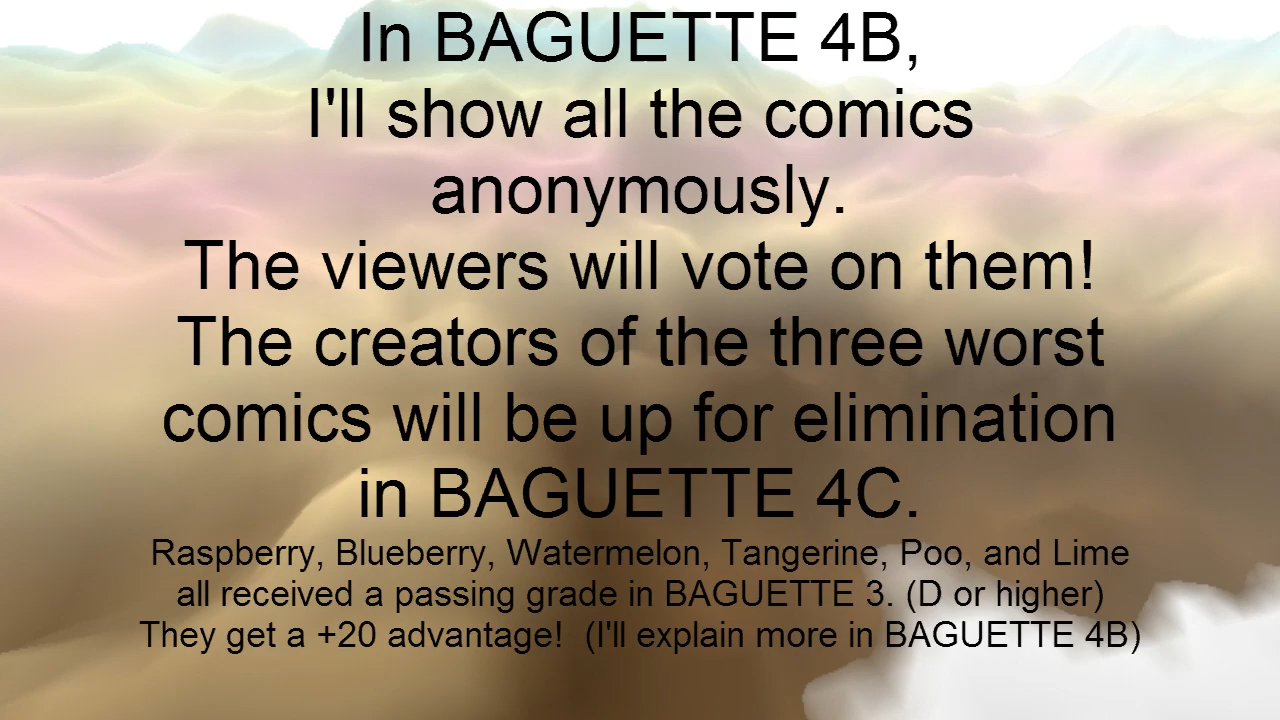 In BAGUETTE 4B,
I'll show all the comics
anonymously.
The viewers will vote on them!
The creators of the three worst
comics will be up for elimination
in BAGUETTE 4C.
Raspberry, Blueberry, Watermelon, Tangerine, Poo, and Lime
all received a passing grade in BAGUETTE 3. (D or higher)
They get a +20 advantage!  (I'll explain more in BAGUETTE 4B)